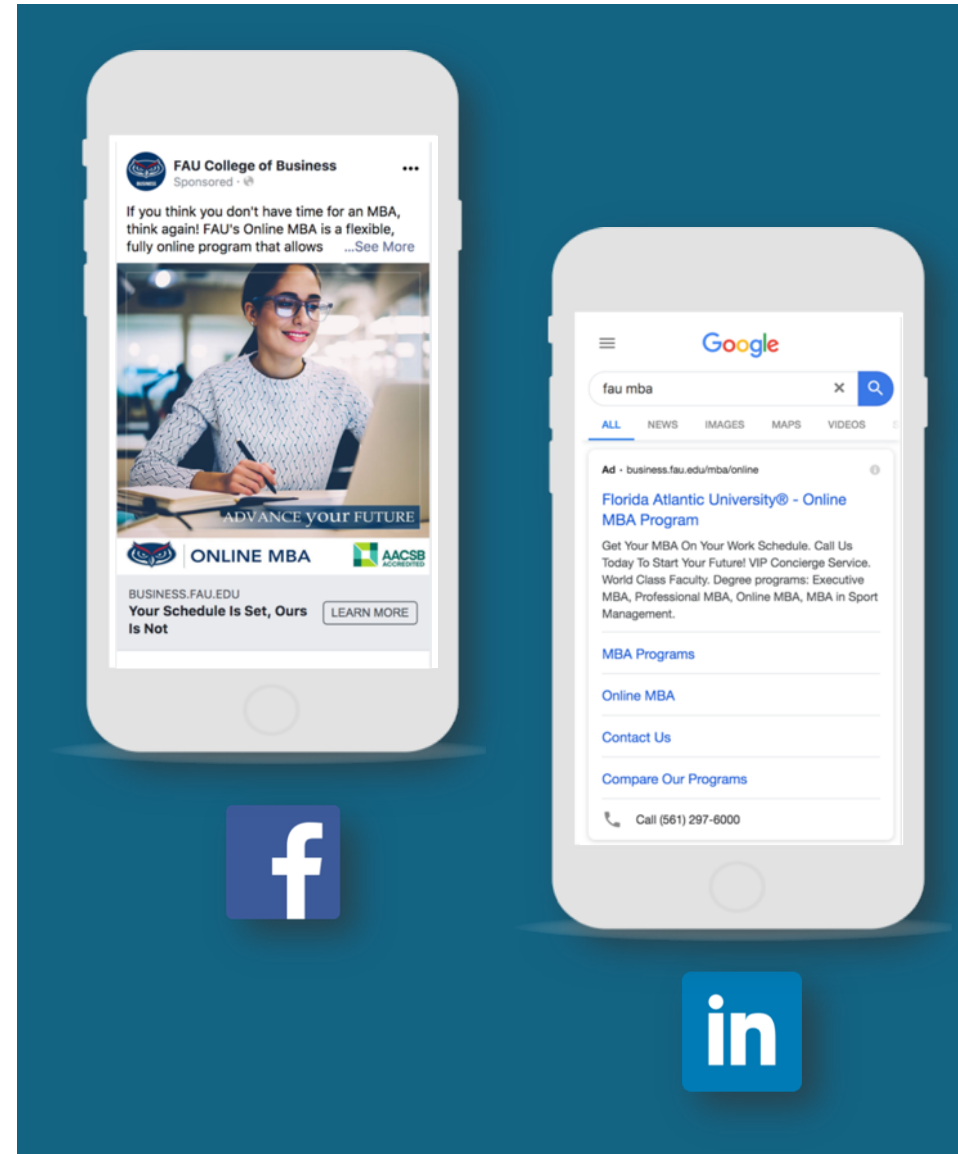 FAU College of Business
Sponsored ·
If you think you don't have time for an MBA,
think again! FAU's Online MBA is a flexible,
fully online program that allows ...See More
ADVANCE your FUTURE
BUSINESS
ONLINE MBA
AACSB
ACCREDITED
BUSINESS.FAU.EDU
Your Schedule Is Set, Ours
Is Not
LEARN MORE
f
Google
fau mba
ALL NEWS IMAGES MAPS VIDEOS
Ad · business.fau.edu/mba/online
Florida Atlantic University® - Online
MBA Program
Get Your MBA On Your Work Schedule. Call Us
Today To Start Your Future! VIP Concierge Service.
World Class Faculty. Degree programs: Executive
MBA, Professional MBA, Online MBA, MBA in Sport
Management.
MBA Programs
Online MBA
Contact Us
Compare Our Programs
Call (561) 297-6000
in